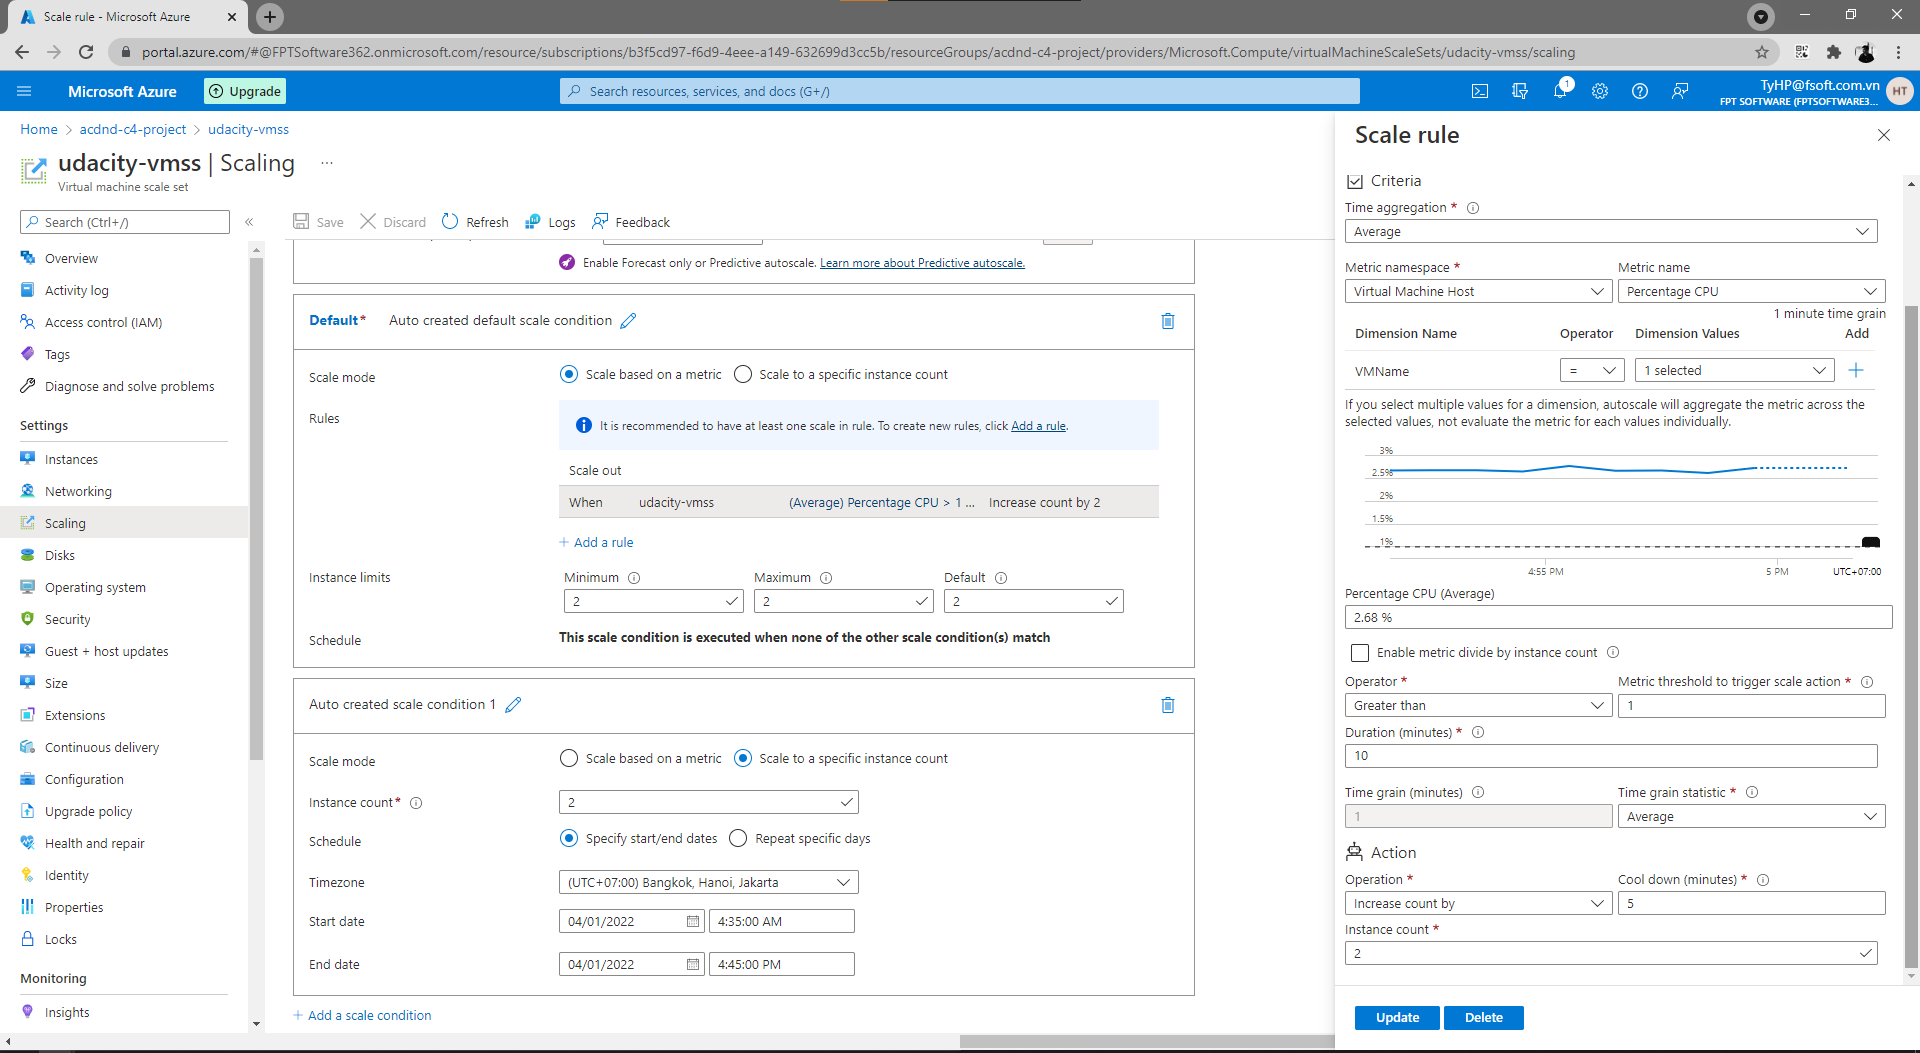 Scale rule - Microsoft Azure
portal.azure.com/#@FPTSoftware362.onmicrosoft.com/resource/subscriptions/b3f5cd97-f6d9-4eee-a149-632699d3cc5b/resourceGroups/acdnd-c4-project/providers/Microsoft.Compute/virtualMachineScaleSets/udacity-vmss/scaling
Microsoft Azure
Upgrade
Search resources, services, and docs (G+/)
1
TyHP@fsoft.com.vn
FPT SOFTWARE (FPTSOFTWARE3...
HT
Home > acdnd-c4-project > udacity-vmss
udacity-vmss | Scaling ...
Virtual machine scale set
Search (Ctrl+/)
Overview
Activity log
Access control (IAM)
Tags
Diagnose and solve problems
Settings
Instances
Networking
Scaling
Disks
Operating system
Security
Guest + host updates
Size
Extensions
Continuous delivery
Configuration
Upgrade policy
Health and repair
Identity
Properties
Locks
Monitoring
Insights
Save Discard Refresh Logs Feedback
Enable Forecast only or Predictive autoscale. Learn more about Predictive autoscale.
Default* Auto created default scale condition
Scale mode Scale based on a metric Scale to a specific instance count
Rules
It is recommended to have at least one scale in rule. To create new rules, click Add a rule.
Scale out
When udacity-vmss (Average) Percentage CPU > 1 ... Increase count by 2
+ Add a rule
Instance limits Minimum Maximum Default
2 2 2
Schedule This scale condition is executed when none of the other scale condition(s) match
Auto created scale condition 1
Scale mode Scale based on a metric Scale to a specific instance count
Instance count* 2
Schedule Specify start/end dates Repeat specific days
Timezone (UTC+07:00) Bangkok, Hanoi, Jakarta
Start date 04/01/2022 4:35:00 AM
End date 04/01/2022 4:45:00 PM
+ Add a scale condition
Scale rule
Criteria
Time aggregation *
Average
Metric namespace * Metric name
Virtual Machine Host Percentage CPU
1 minute time grain
Dimension Name Operator Dimension Values Add
VMName = 1 selected +
If you select multiple values for a dimension, autoscale will aggregate the metric across the
selected values, not evaluate the metric for each values individually.
3%
2.5%
2%
1.5%
1%
4:55 PM 5 PM UTC+07:00
Percentage CPU (Average)
2.68 %
Enable metric divide by instance count
Operator * Metric threshold to trigger scale action *
Greater than 1
Duration (minutes) *
10
Time grain (minutes) Time grain statistic *
1 Average
Action
Operation * Cool down (minutes) *
Increase count by 5
Instance count *
2
Update Delete